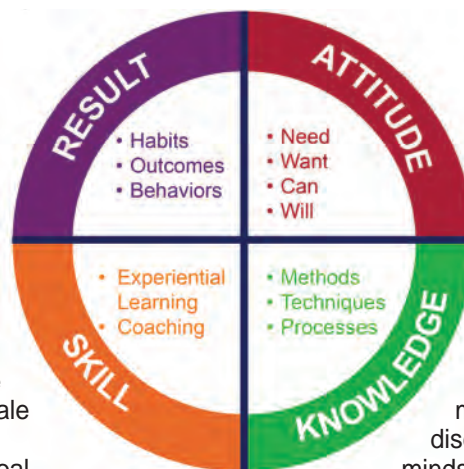 RESULT
• Habits
• Outcomes
• Behaviors
ATTITUDE
• Need
• Want
• Can
• Will
SKILL
• Experiential
Learning
• Coaching
KNOWLEDGE
• Methods
• Techniques
• Processes